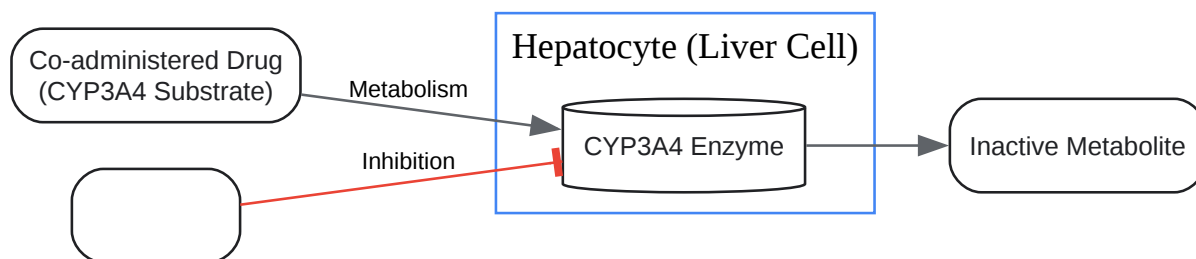 Hepatocyte (Liver Cell)
Co-administered Drug
(CYP3A4 Substrate)
Metabolism
CYP3A4 Enzyme
Inactive Metabolite
Inhibition